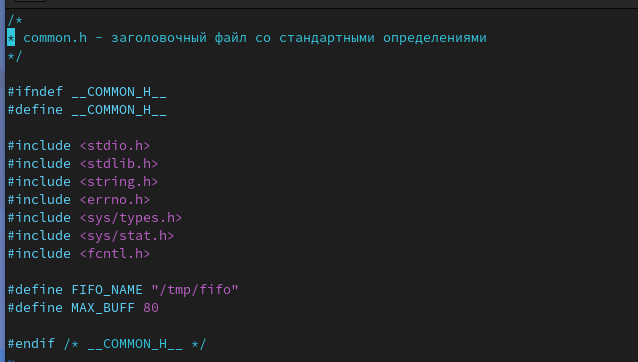 /*
* common.h - заголовочный файл со стандартными определениями
*/
#ifndef __COMMON_H__
#define __COMMON_H__
#include <stdio.h>
#include <stdlib.h>
#include <string.h>
#include <errno.h>
#include <sys/types.h>
#include <sys/stat.h>
#include <fcntl.h>
#define FIFO_NAME "/tmp/fifo"
#define MAX_BUFF 80
#endif /* __COMMON_H__ */